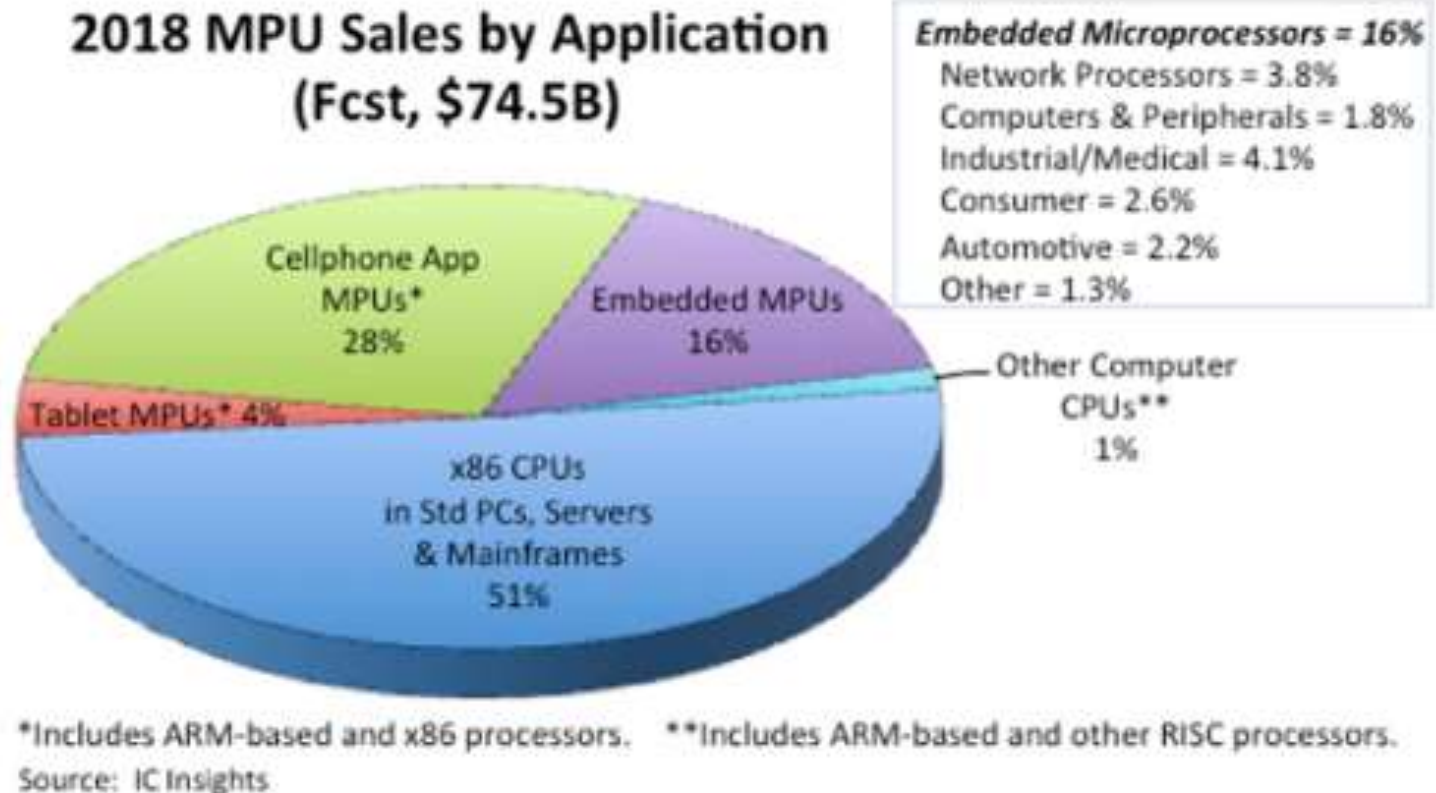 2018 MPU Sales by Application
(Fcst, $74.5B)
Embedded Microprocessors = 16%
Network Processors = 3.8%
Computers & Peripherals = 1.8%
Industrial/Medical = 4.1%
Consumer = 2.6%
Automotive = 2.2%
Other = 1.3%
Cellphone App
MPUs*
28%
Embedded MPUs
16%
Other Computer
CPUs**
1%
Tablet MPUs* 4%
x86 CPUs
in Std PCs, Servers
& Mainframes
51%
*Includes ARM-based and x86 processors. **Includes ARM-based and other RISC processors.
Source: IC Insights